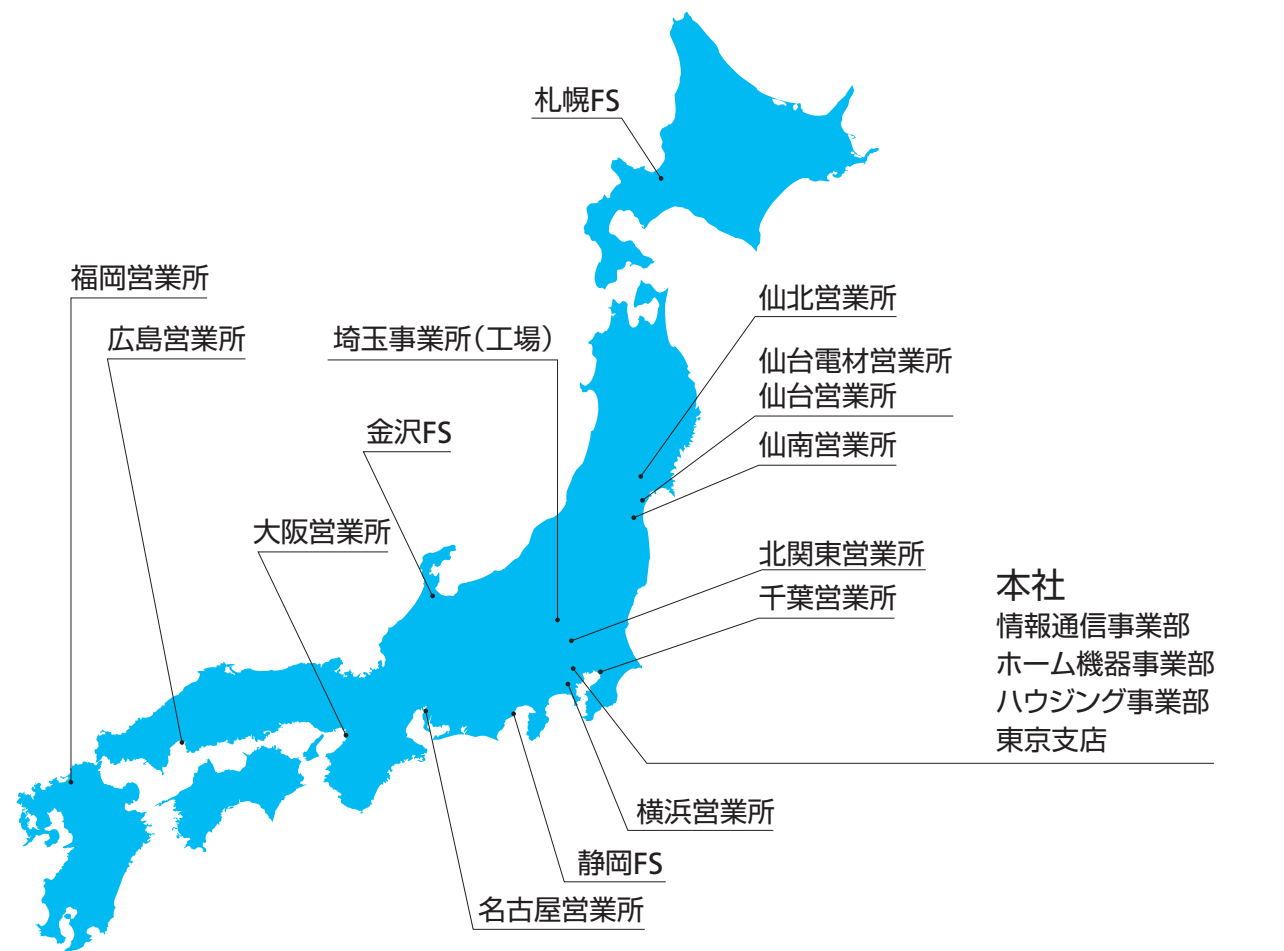 札幌FS
福岡営業所
広島営業所
埼玉事業所（工場）
金沢FS
大阪営業所
仙北営業所
仙台電材営業所
仙台営業所
仙南営業所
北関東営業所
千葉営業所
本社
情報通信事業部
ホーム機器事業部
ハウジング事業部
東京支店
横浜営業所
静岡FS
名古屋営業所